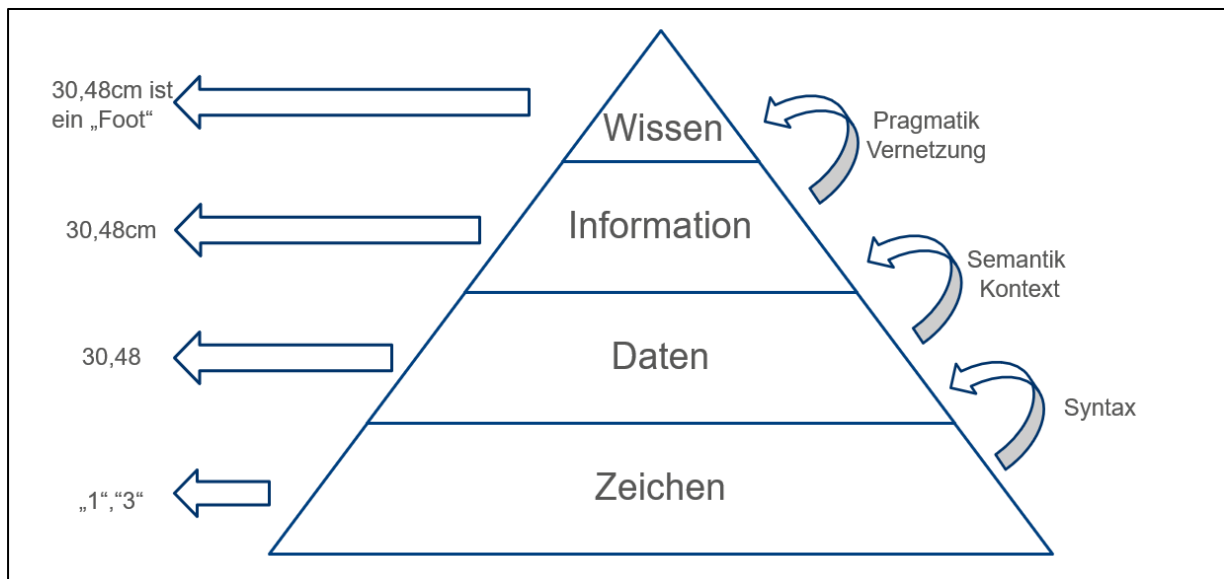 30,48cm ist
ein „Foot“
Wissen
Pragmatik
Vernetzung
30,48cm
Information
Semantik
Kontext
30,48
Daten
Syntax
„1“,“3“
Zeichen